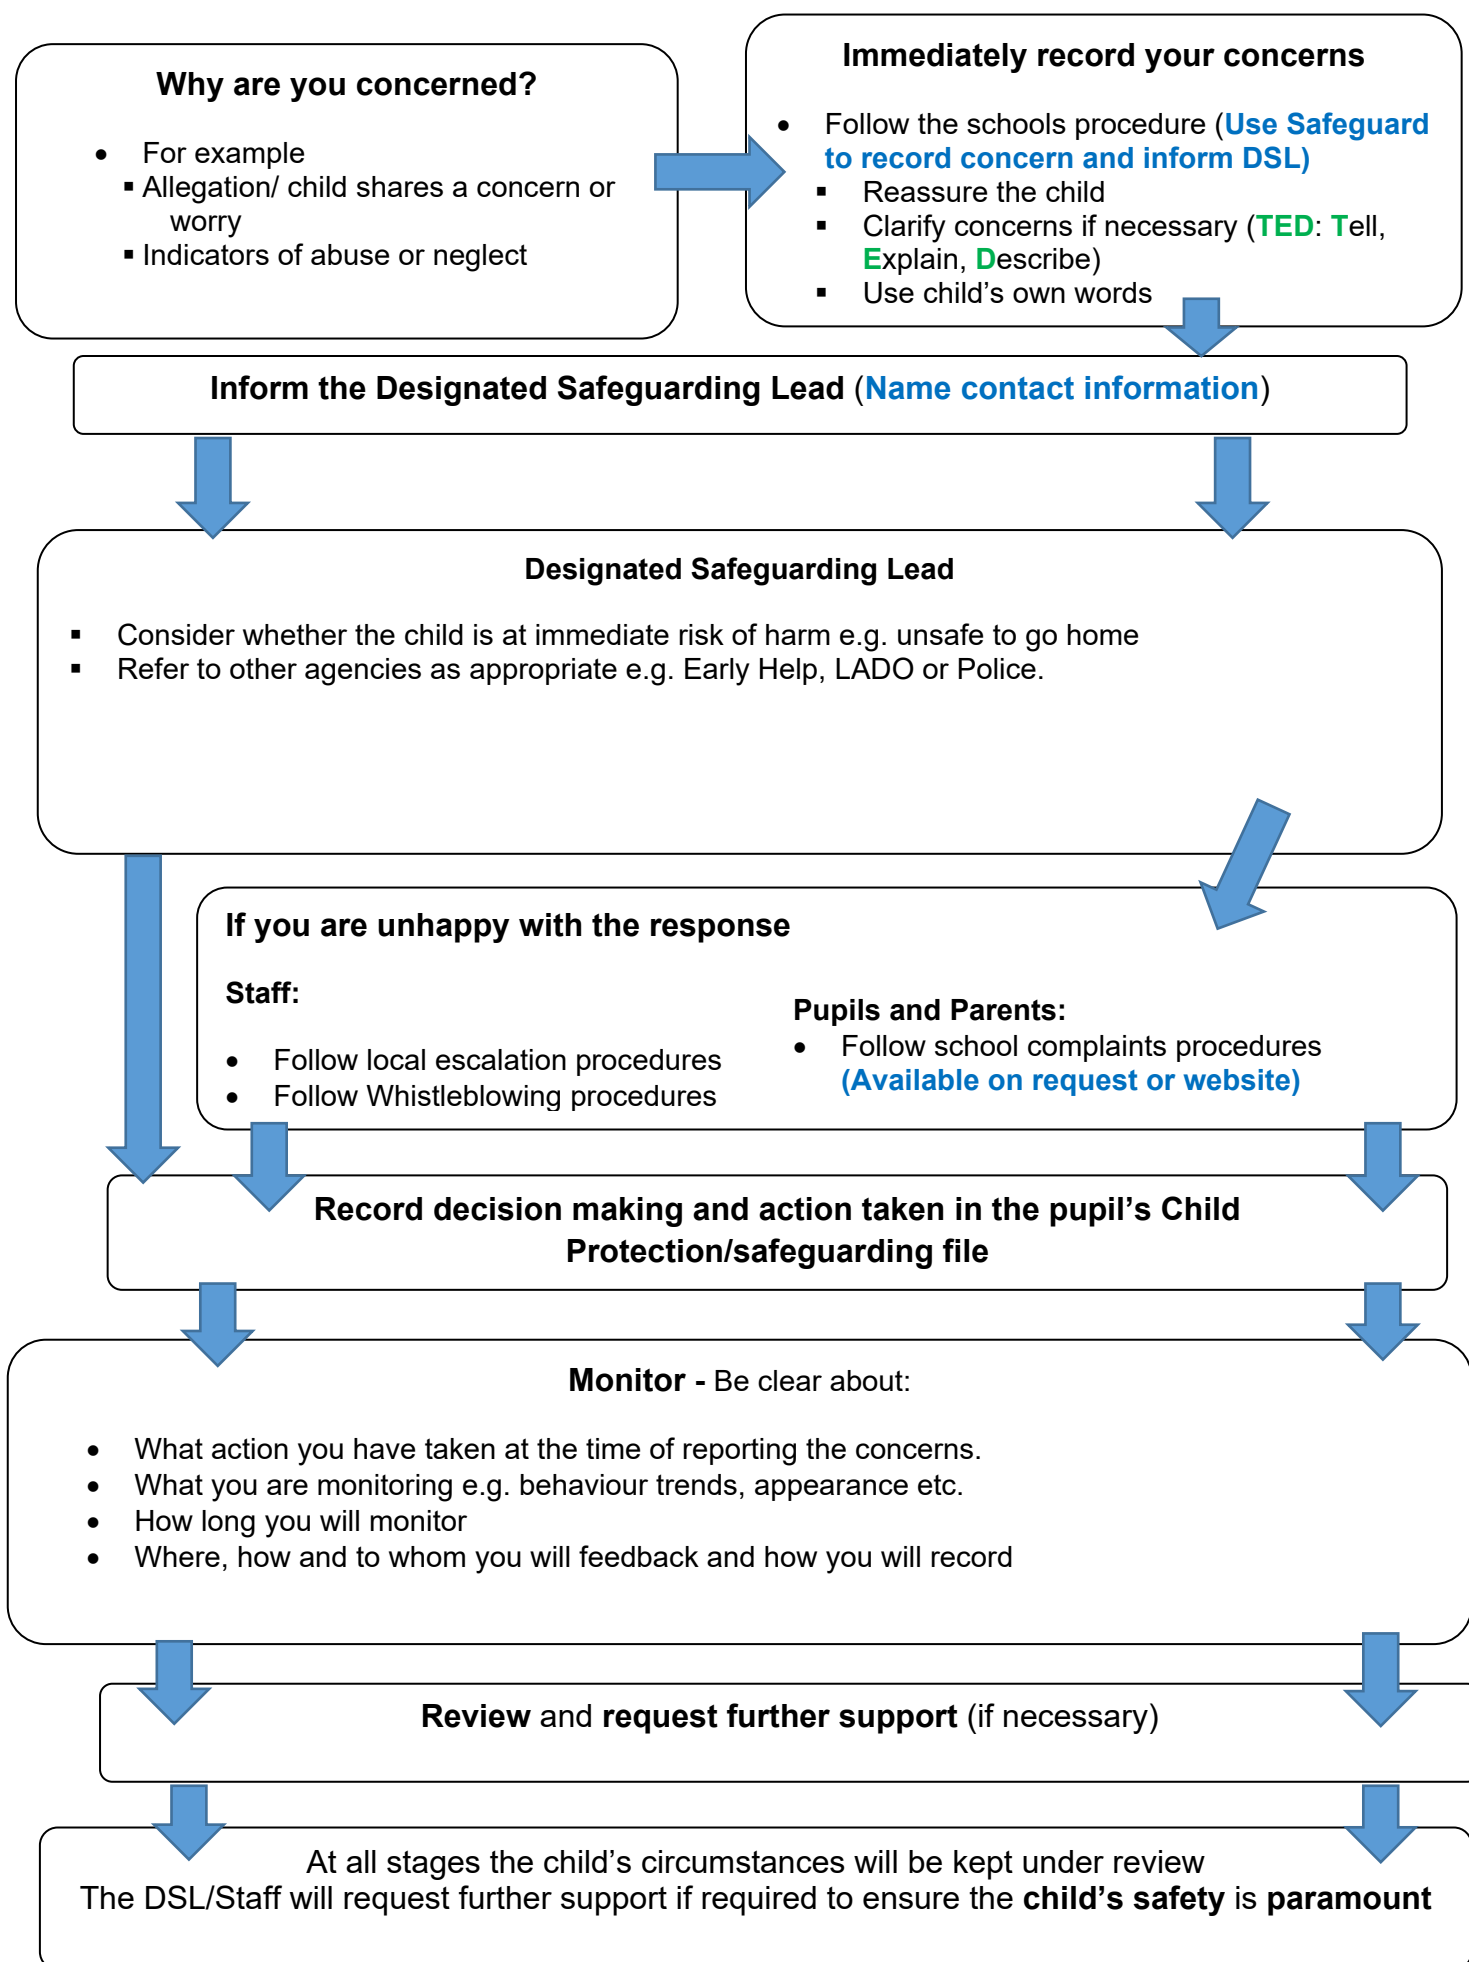 Why are you concerned?
• For example
▪ Allegation/ child shares a concern or
worry
▪ Indicators of abuse or neglect
Immediately record your concerns
• Follow the schools procedure (Use Safeguard
to record concern and inform DSL)
▪ Reassure the child
▪ Clarify concerns if necessary (TED: Tell,
Explain, Describe)
▪ Use child’s own words
Inform the Designated Safeguarding Lead (Name contact information)
Designated Safeguarding Lead
▪ Consider whether the child is at immediate risk of harm e.g. unsafe to go home
▪ Refer to other agencies as appropriate e.g. Early Help, LADO or Police.
If you are unhappy with the response
Staff:
• Follow local escalation procedures
• Follow Whistleblowing procedures
Pupils and Parents:
• Follow school complaints procedures
(Available on request or website)
Record decision making and action taken in the pupil’s Child
Protection/safeguarding file
Monitor - Be clear about:
• What action you have taken at the time of reporting the concerns.
• What you are monitoring e.g. behaviour trends, appearance etc.
• How long you will monitor
• Where, how and to whom you will feedback and how you will record
Review and request further support (if necessary)
At all stages the child’s circumstances will be kept under review
The DSL/Staff will request further support if required to ensure the child’s safety is paramount